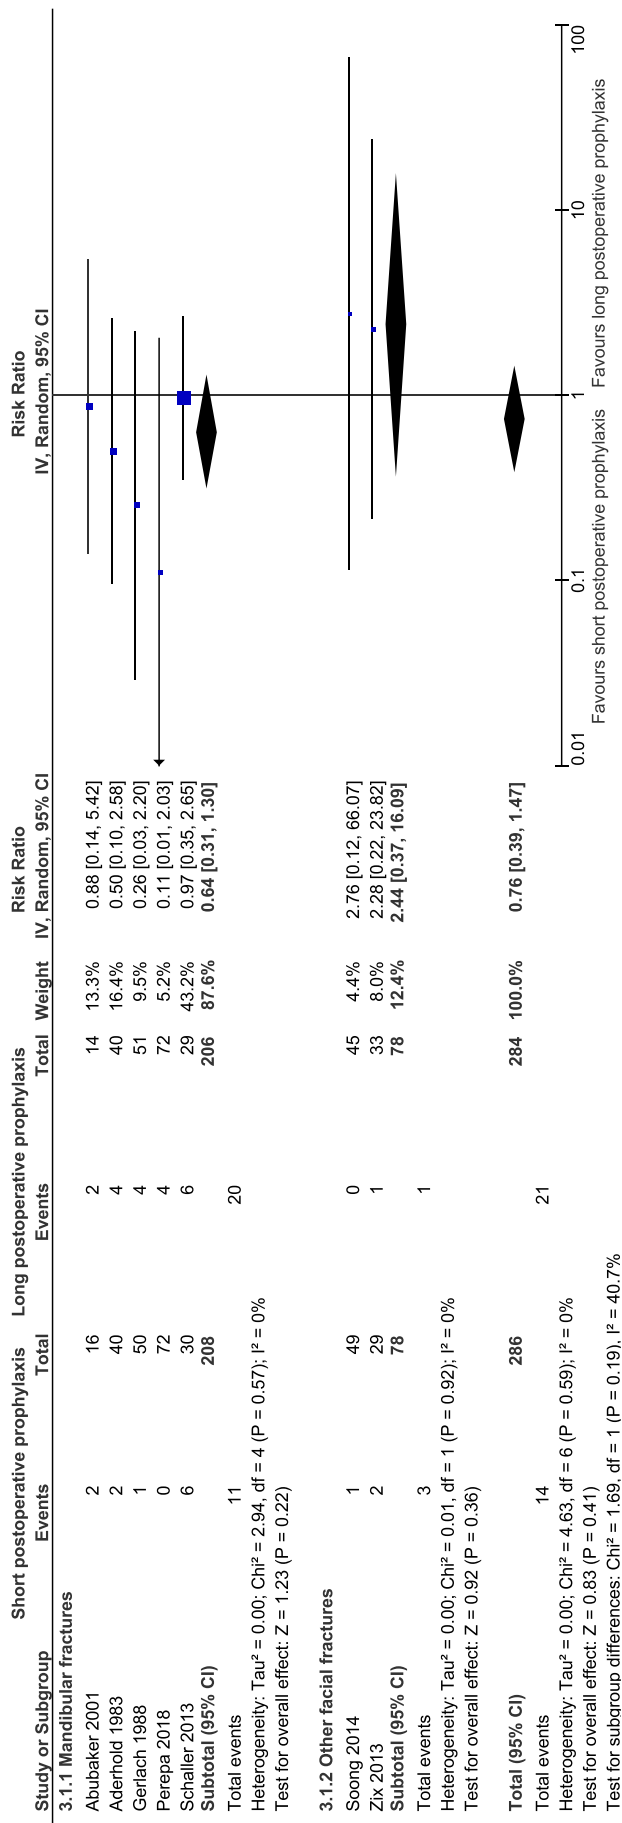 Short postoperative prophylaxis Long postoperative prophylaxis Risk Ratio Risk Ratio
Study or Subgroup Events Total Events Total Weight IV, Random, 95% CI IV, Random, 95% CI
3.1.1 Mandibular fractures
Abubaker 2001 2 16 2 14 13.3% 0.88 [0.14, 5.42]
Aderhold 1983 2 40 4 40 16.4% 0.50 [0.10, 2.58]
Gerlach 1988 1 50 4 51 9.5% 0.26 [0.03, 2.20]
Perepa 2018 0 72 4 72 5.2% 0.11 [0.01, 2.03]
Schaller 2013 6 30 6 29 43.2% 0.97 [0.35, 2.65]
Subtotal (95% CI) 208 206 87.6% 0.64 [0.31, 1.30]
Total events 11 20
Heterogeneity: Tau² = 0.00; Chi² = 2.94, df = 4 (P = 0.57); I² = 0%
Test for overall effect: Z = 1.23 (P = 0.22)
3.1.2 Other facial fractures
Soong 2014 1 49 0 45 4.4% 2.76 [0.12, 66.07]
Zix 2013 2 29 1 33 8.0% 2.28 [0.22, 23.82]
Subtotal (95% CI) 78 78 12.4% 2.44 [0.37, 16.09]
Total events 3 1
Heterogeneity: Tau² = 0.00; Chi² = 0.01, df = 1 (P = 0.92); I² = 0%
Test for overall effect: Z = 0.92 (P = 0.36)
Total (95% CI) 286 284 100.0% 0.76 [0.39, 1.47]
Total events 14 21
Heterogeneity: Tau² = 0.00; Chi² = 4.63, df = 6 (P = 0.59); I² = 0%
Test for overall effect: Z = 0.83 (P = 0.41)
Test for subgroup differences: Chi² = 1.69, df = 1 (P = 0.19), I² = 40.7%
0.01 0.1 1 10 100
Favours short postoperative prophylaxis Favours long postoperative prophylaxis